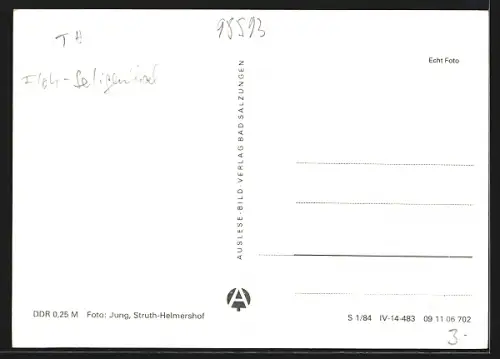 TH
98593
Floh-Seligenthal
Echt Foto
AUSLESE-BILD-VERLAG BAD SALZUNGEN
A
DDR 0,25 M Foto: Jung, Struth-Helmershof
S 1/84 IV-14-483 09 11 06 702
3.-